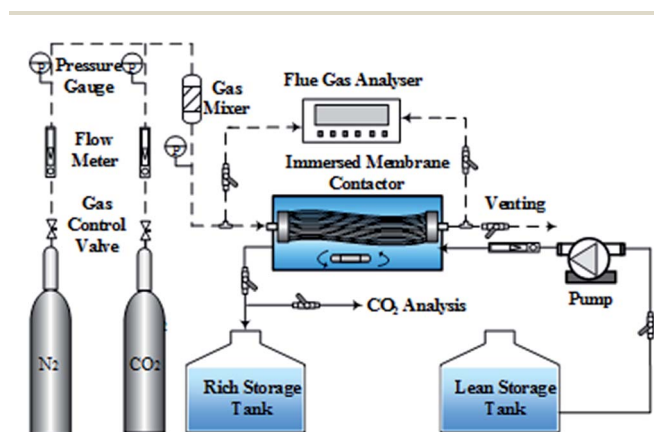 P
Pressure
Gauge
P
Gas
Mixer
Flue Gas Analyser
Flow
Meter
P
Immersed Membrane
Contactor
Gas
Control
Valve
Venting
Pump
CO₂ Analysis
N2
CO2
Rich Storage
Tank
Lean Storage
Tank